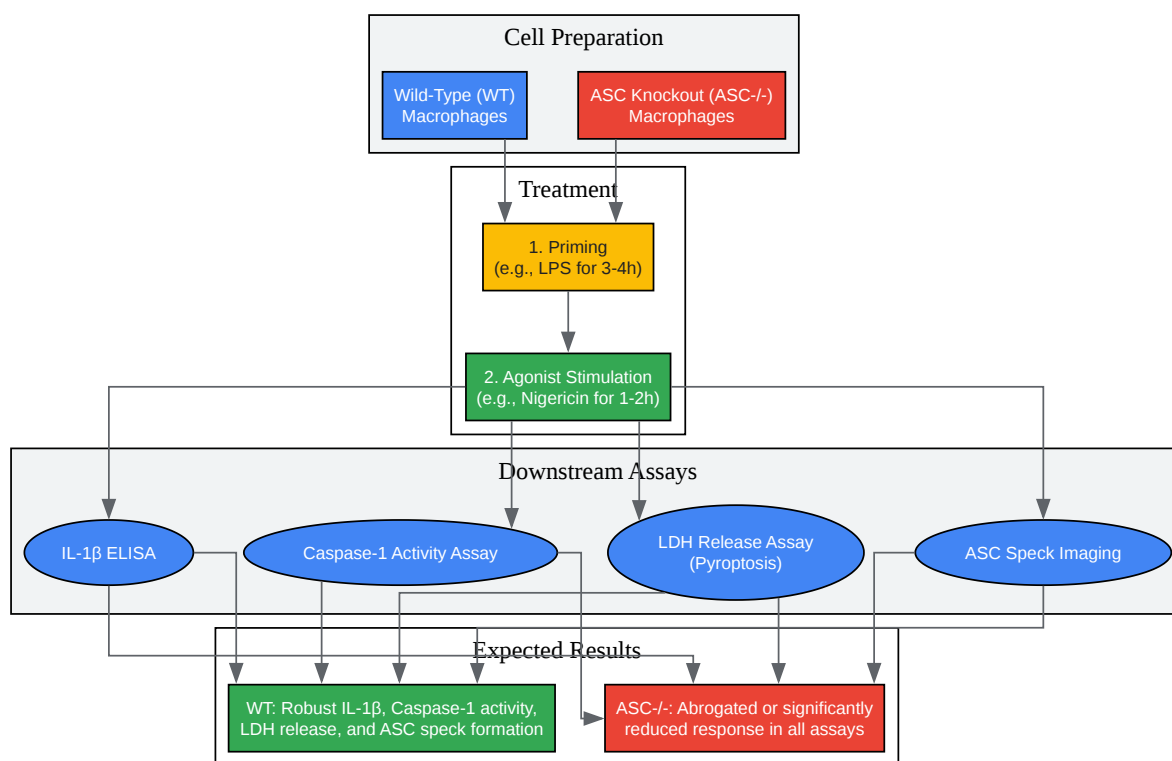 Cell Preparation
Wild-Type (WT)
Macrophages
ASC Knockout (ASC-/-)
Macrophages
Treatment
1. Priming
(e.g., LPS for 3-4h)
2. Agonist Stimulation
(e.g., Nigericin for 1-2h)
Downstream Assays
IL-1β ELISA
Caspase-1 Activity Assay
LDH Release Assay
(Pyroptosis)
ASC Speck Imaging
Expected Results
WT: Robust IL-1β, Caspase-1 activity,
LDH release, and ASC speck formation
ASC-/-: Abrogated or significantly
reduced response in all assays